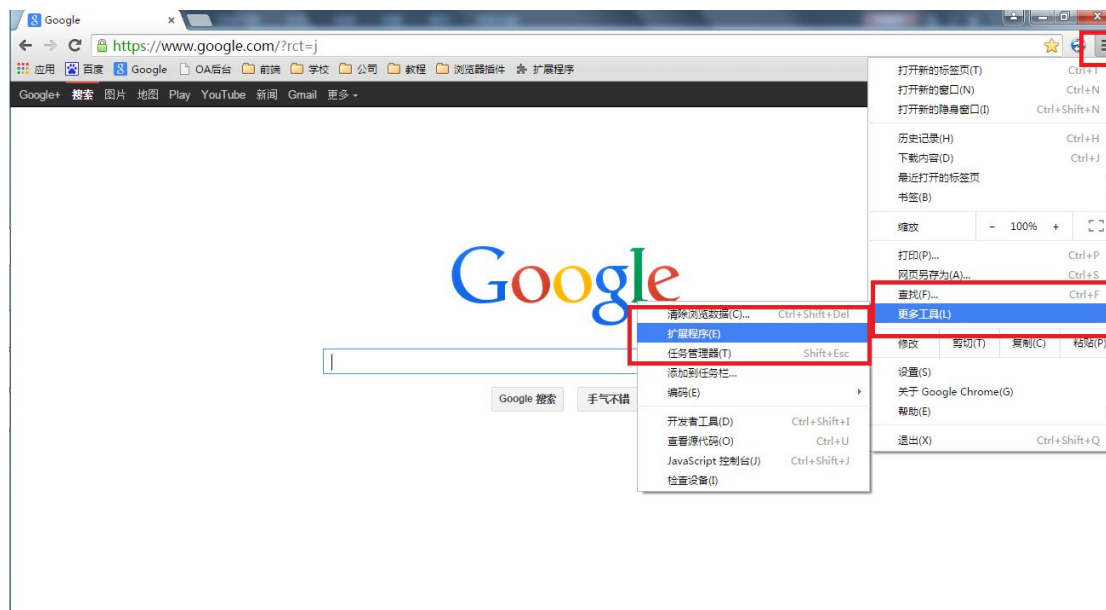 Google
https://www.google.com/?rct=j
应用 百度 Google OA后台 前端 学校 公司 教程 浏览器插件 扩展程序
Google+ 搜索 图片 地图 Play YouTube 新闻 Gmail 更多
打开新的标签页(T) Ctrl+T
打开新的窗口(N) Ctrl+N
打开新的隐身窗口(I) Ctrl+Shift+N
历史记录(H) Ctrl+H
下载内容(D) Ctrl+J
最近打开的标签页
书签(B)
缩放 - 100% +
打印(P)... Ctrl+P
网页另存为(A)... Ctrl+S
查找(F)... Ctrl+F
更多工具(L)
修改 剪切(T) 复制(C) 粘贴(P)
设置(S)
关于 Google Chrome(G)
帮助(E)
退出(X) Ctrl+Shift+Q
Google
清除浏览数据(C)... Ctrl+Shift+Del
扩展程序(E)
任务管理器(T) Shift+Esc
添加到任务栏...
编码(E)
开发者工具(D) Ctrl+Shift+I
查看源代码(O) Ctrl+U
JavaScript 控制台(J) Ctrl+Shift+J
检查设备(I)
Google 搜索 手气不错